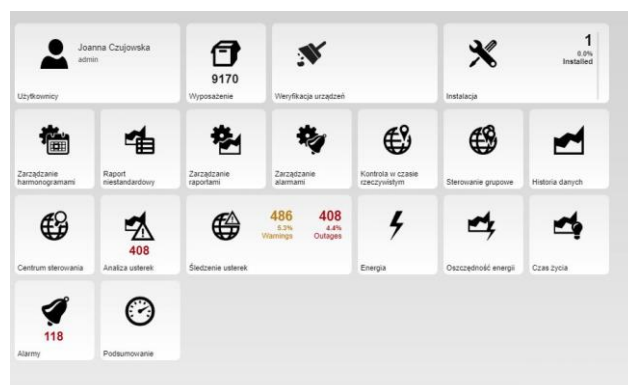 Joanna Czujowska
admin
Użytkownicy
9170
Wyposażenie
Weryfikacja urządzeń
1
0.0%
Installed
Instalacja
Zarządzanie
harmonogramami
Raport
niestandardowy
Zarządzanie
raportami
Zarządzanie
alarmami
Kontrola w czasie
rzeczywistym
Sterowanie grupowe
Historia danych
Centrum sterowania
408
Analiza usterek
486
5.3%
Warnings
408
4.4%
Outages
Śledzenie usterek
Energia
Oszczędność energii
Czas życia
118
Alarmy
Podsumowanie